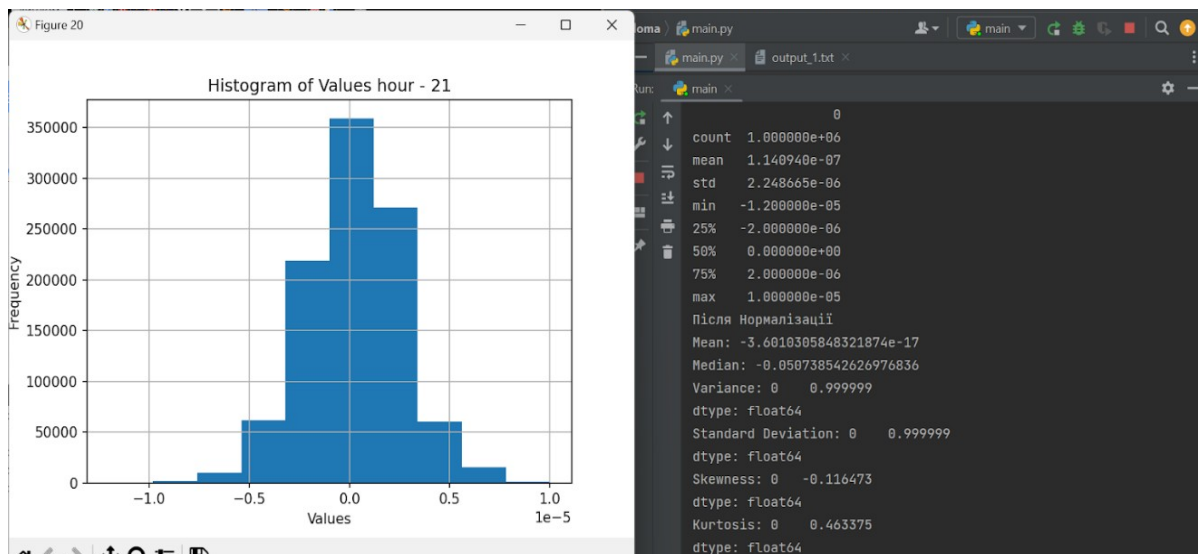 Figure 20
Histogram of Values hour - 21
350000
300000
250000
200000
150000
100000
50000
0
Frequency
−1.0 −0.5 0.0 0.5 1.0
1e−5
Values
main.py
main
main.py
output_1.txt
main
0
count 1.000000e+06
mean 1.140940e-07
std 2.248665e-06
min -1.200000e-05
25% -2.000000e-06
50% 0.000000e+00
75% 2.000000e-06
max 1.000000e-05
Після Нормалізації
Mean: -3.6010305848321874e-17
Median: -0.050738542626976836
Variance: 0 0.999999
dtype: float64
Standard Deviation: 0 0.999999
dtype: float64
Skewness: 0 -0.116473
dtype: float64
Kurtosis: 0 0.463375
dtype: float64